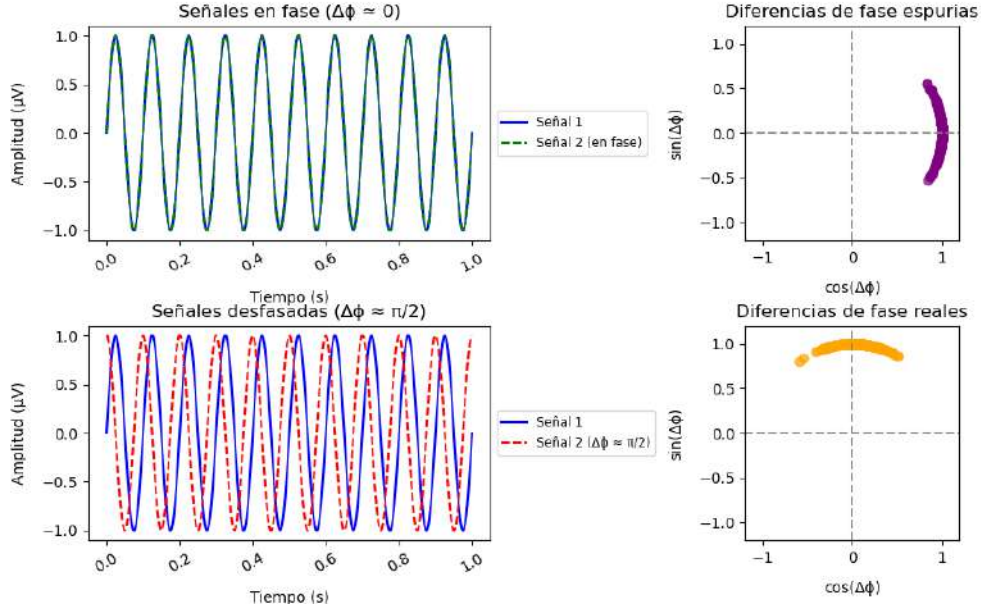 Señales en fase (Δϕ ≈ 0)
Amplitud (μV)
1.0
0.5
0.0
−0.5
−1.0
0.0
0.2
0.4
0.6
0.8
1.0
Tiempo (s)
Señal 1
Señal 2 (en fase)
Diferencias de fase espurias
sin(Δϕ)
1.0
0.5
0.0
−0.5
−1.0
−1
0
1
cos(Δϕ)
Señales desfasadas (Δϕ ≈ π/2)
Amplitud (μV)
1.0
0.5
0.0
−0.5
−1.0
0.0
0.2
0.4
0.6
0.8
1.0
Tiempo (s)
Señal 1
Señal 2 (Δϕ ≈ π/2)
Diferencias de fase reales
sin(Δϕ)
1.0
0.5
0.0
−0.5
−1.0
−1
0
1
cos(Δϕ)